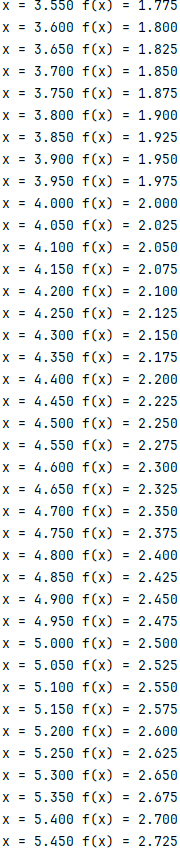 x = 3.550 f(x) = 1.775
x = 3.600 f(x) = 1.800
x = 3.650 f(x) = 1.825
x = 3.700 f(x) = 1.850
x = 3.750 f(x) = 1.875
x = 3.800 f(x) = 1.900
x = 3.850 f(x) = 1.925
x = 3.900 f(x) = 1.950
x = 3.950 f(x) = 1.975
x = 4.000 f(x) = 2.000
x = 4.050 f(x) = 2.025
x = 4.100 f(x) = 2.050
x = 4.150 f(x) = 2.075
x = 4.200 f(x) = 2.100
x = 4.250 f(x) = 2.125
x = 4.300 f(x) = 2.150
x = 4.350 f(x) = 2.175
x = 4.400 f(x) = 2.200
x = 4.450 f(x) = 2.225
x = 4.500 f(x) = 2.250
x = 4.550 f(x) = 2.275
x = 4.600 f(x) = 2.300
x = 4.650 f(x) = 2.325
x = 4.700 f(x) = 2.350
x = 4.750 f(x) = 2.375
x = 4.800 f(x) = 2.400
x = 4.850 f(x) = 2.425
x = 4.900 f(x) = 2.450
x = 4.950 f(x) = 2.475
x = 5.000 f(x) = 2.500
x = 5.050 f(x) = 2.525
x = 5.100 f(x) = 2.550
x = 5.150 f(x) = 2.575
x = 5.200 f(x) = 2.600
x = 5.250 f(x) = 2.625
x = 5.300 f(x) = 2.650
x = 5.350 f(x) = 2.675
x = 5.400 f(x) = 2.700
x = 5.450 f(x) = 2.725